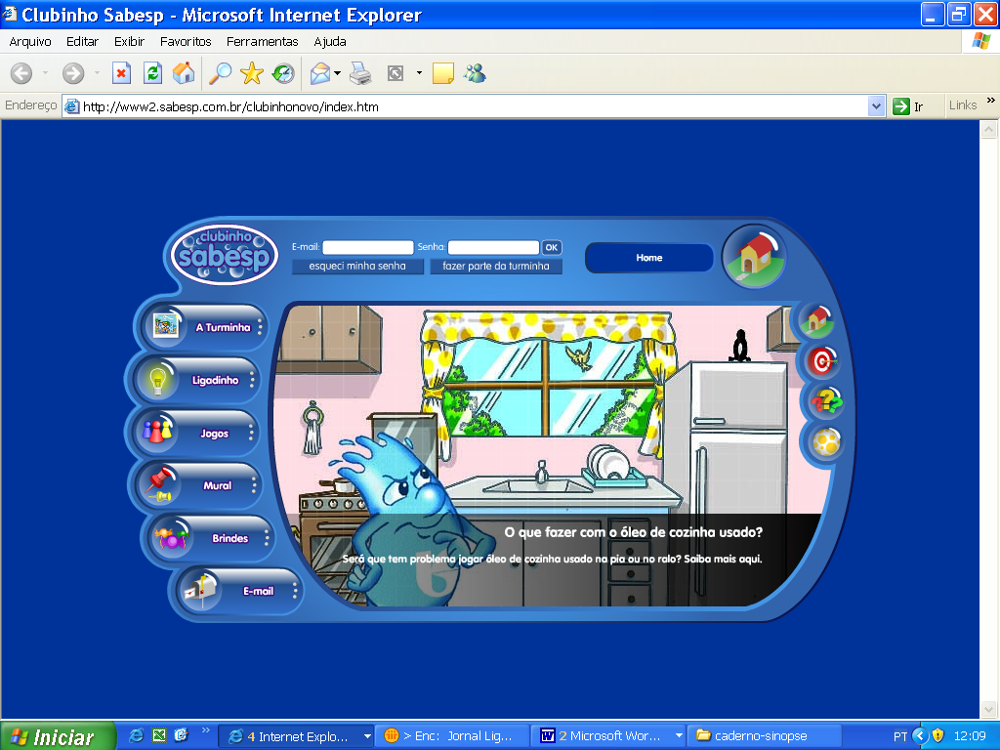 Clubinho Sabesp - Microsoft Internet Explorer
Arquivo Editar Exibir Favoritos Ferramentas Ajuda
Endereço http://www2.sabesp.com.br/clubinhonovo/index.htm Ir Links »
clubinho
sabesp
E-mail: Senha: OK
esqueci minha senha fazer parte da turminha
Home
A Turminha
Ligadinho
Jogos
Mural
Brindes
E-mail
O que fazer com o óleo de cozinha usado?
Será que tem problema jogar óleo de cozinha usado na pia ou no ralo? Saiba mais aqui.
Iniciar » 4 Internet Explo... > Enc: Jornal Lig... 2 Microsoft Wor... caderno-sinopse PT 12:09